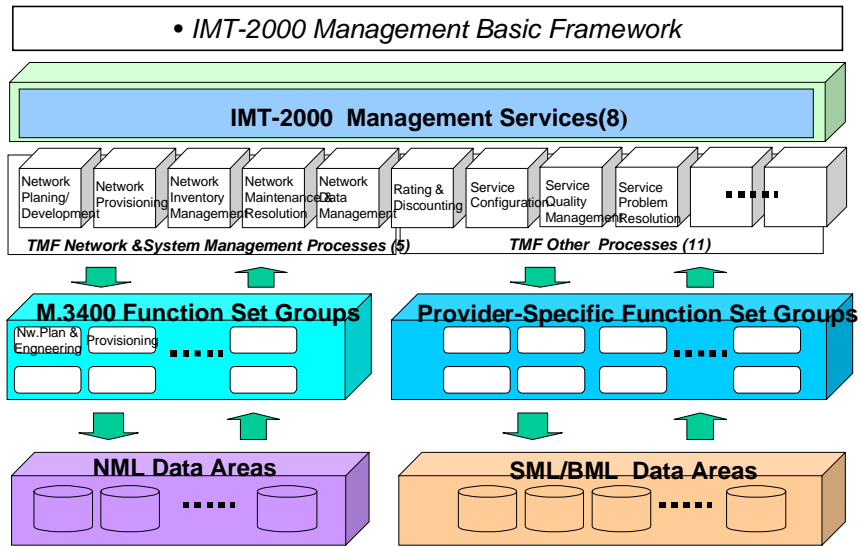 • IMT-2000 Management Basic Framework
IMT-2000 Management Services(8)
Network
Planing/
Development
Network
Provisioning
Network
Inventory
Management
Network
Maintenance&
Resolution
Network
Data
Management
Rating &
Discounting
Service
Configuration
Service
Quality
Management
Service
Problem
Resolution
TMF Network &System Management Processes (5)
TMF Other Processes (11)
M.3400 Function Set Groups
Nw.Plan &
Engneering
Provisioning
Provider-Specific Function Set Groups
NML Data Areas
SML/BML Data Areas